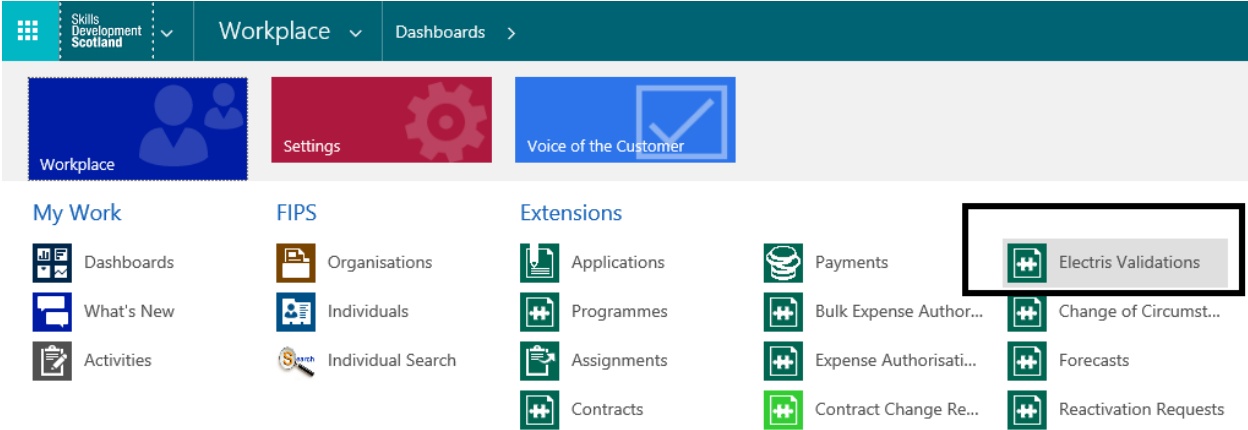 Skills
Development
Scotland
Workplace
Dashboards
Workplace
Settings
Voice of the Customer
My Work
FIPS
Extensions
Dashboards
Organisations
Applications
Payments
Electris Validations
What's New
Individuals
Programmes
Bulk Expense Author...
Change of Circumst...
Activities
Search
Individual Search
Assignments
Expense Authorisati...
Forecasts
Contracts
Contract Change Re...
Reactivation Requests